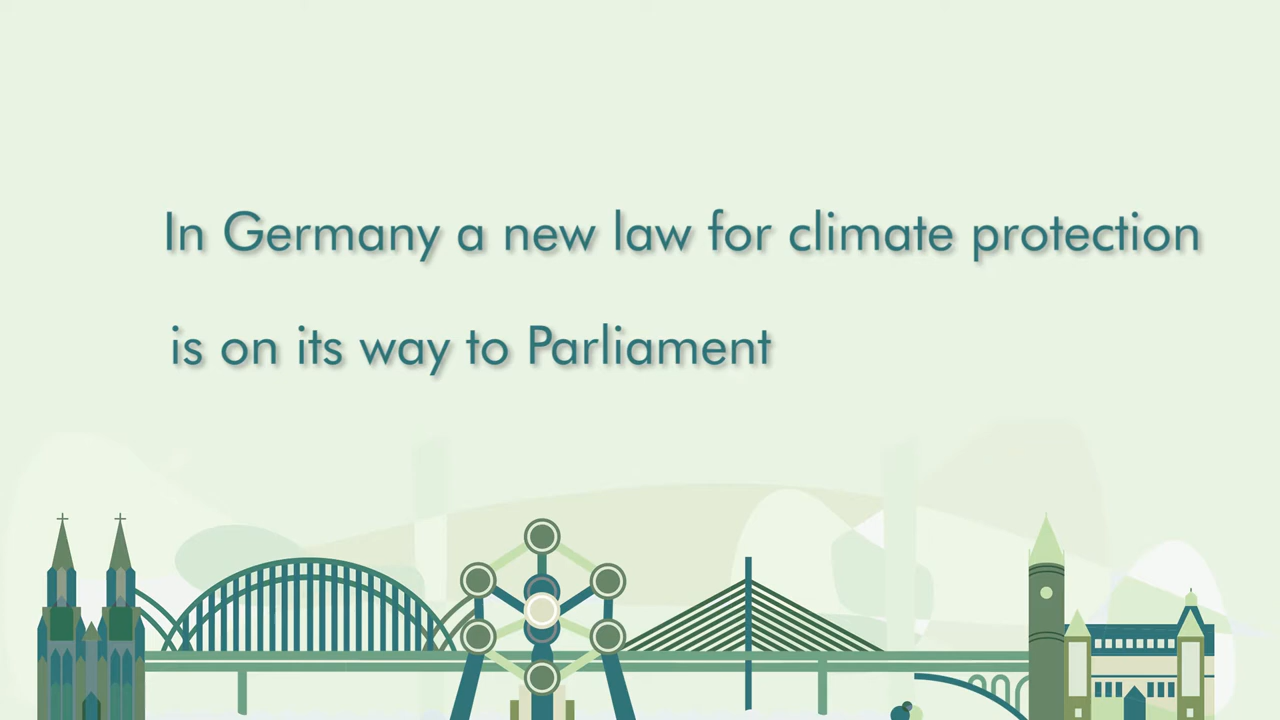 In Germany a new law for climate protection
is on its way to Parliament